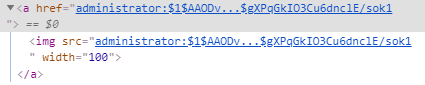 ▼<a href="administrator:$1$AAODv...$gXPqGkIO3Cu6dnclE/sok1
"> == $0
<img src="administrator:$1$AAODv...$gXPqGkIO3Cu6dnclE/sok1
" width="100">
</a>